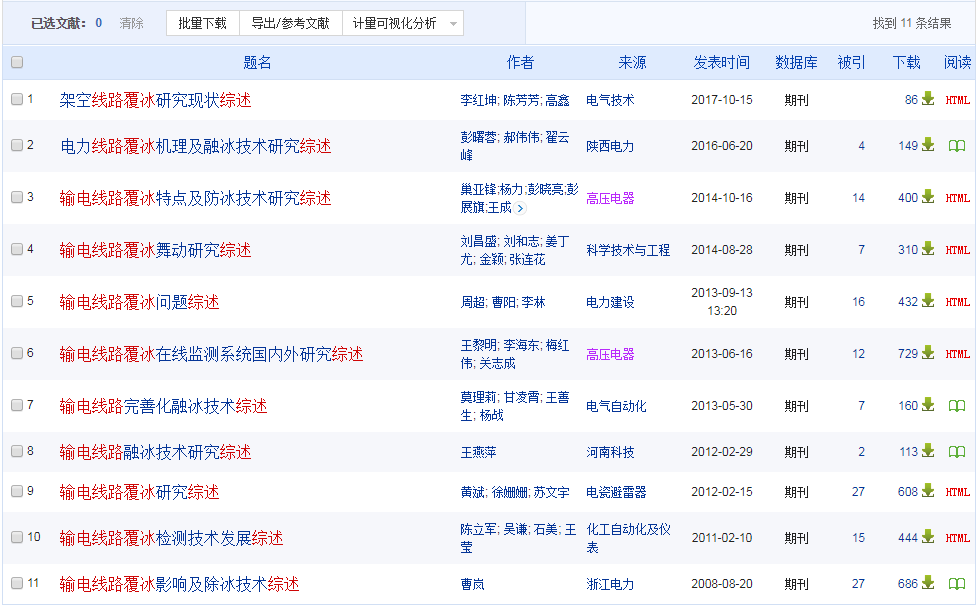 已选文献: 0 清除 批量下载 导出/参考文献 计量可视化分析 找到 11 条结果
题名 作者 来源 发表时间 数据库 被引 下载 阅读
1 架空线路覆冰研究现状综述 李红坤; 陈芳芳; 高鑫 电气技术 2017-10-15 期刊 86 HTML
2 电力线路覆冰机理及融冰技术研究综述 彭曙蓉; 郝伟伟; 翟云峰 陕西电力 2016-06-20 期刊 4 149
3 输电线路覆冰特点及防冰技术研究综述 巢亚锋;杨力;彭晓亮;彭展旗;王成 高压电器 2014-10-16 期刊 14 400 HTML
4 输电线路覆冰舞动研究综述 刘昌盛; 刘和志; 姜丁尤; 金颖; 张连花 科学技术与工程 2014-08-28 期刊 7 310 HTML
5 输电线路覆冰问题综述 周超; 曹阳; 李林 电力建设 2013-09-13 13:20 期刊 16 432 HTML
6 输电线路覆冰在线监测系统国内外研究综述 王黎明; 李海东; 梅红伟; 关志成 高压电器 2013-06-16 期刊 12 729 HTML
7 输电线路完善化融冰技术综述 莫理莉; 甘凌霄; 王善生; 杨战 电气自动化 2013-05-30 期刊 7 160
8 输电线路融冰技术研究综述 王燕萍 河南科技 2012-02-29 期刊 2 113
9 输电线路覆冰研究综述 黄斌; 徐姗姗; 苏文宇 电瓷避雷器 2012-02-15 期刊 27 608 HTML
10 输电线路覆冰检测技术发展综述 陈立军; 吴谦; 石美; 王莹 化工自动化及仪表 2011-02-10 期刊 15 444 HTML
11 输电线路覆冰影响及除冰技术综述 曹岚 浙江电力 2008-08-20 期刊 27 686